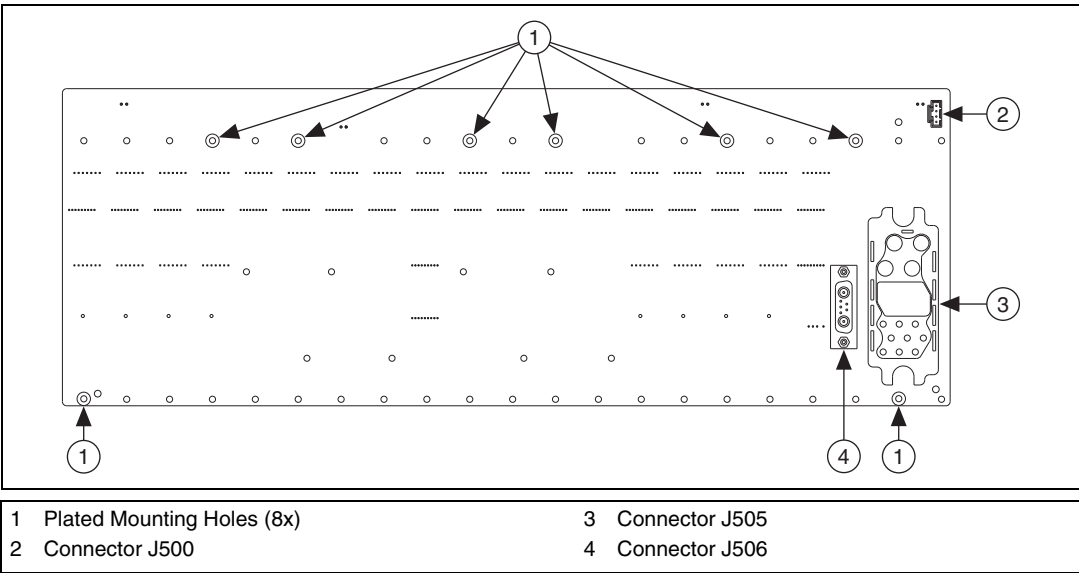 1
2
3
1
4
1
1 Plated Mounting Holes (8x)
2 Connector J500
3 Connector J505
4 Connector J506